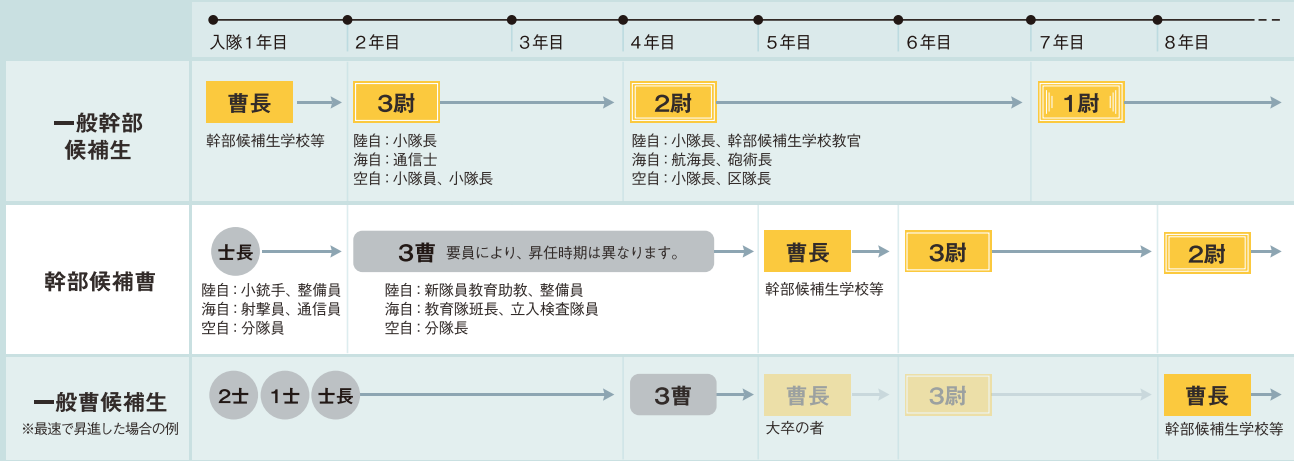 入隊1年目 2年目 3年目 4年目 5年目 6年目 7年目 8年目
一般幹部
候補生
曹長
幹部候補生学校等
3尉
陸自：小隊長
海自：通信士
空自：小隊員、小隊長
2尉
陸自：小隊長、幹部候補生学校教官
海自：航海長、砲術長
空自：小隊長、区隊長
1尉
幹部候補曹
士長
陸自：小銃手、整備員
海自：射撃員、通信員
空自：分隊員
3曹 要員により、昇任時期は異なります。
陸自：新隊員教育助教、整備員
海自：教育隊班長、立入検査隊員
空自：分隊長
曹長
幹部候補生学校等
3尉
2尉
一般曹候補生
※最速で昇進した場合の例
2士 1士 士長
3曹
曹長
大卒の者
3尉
曹長
幹部候補生学校等